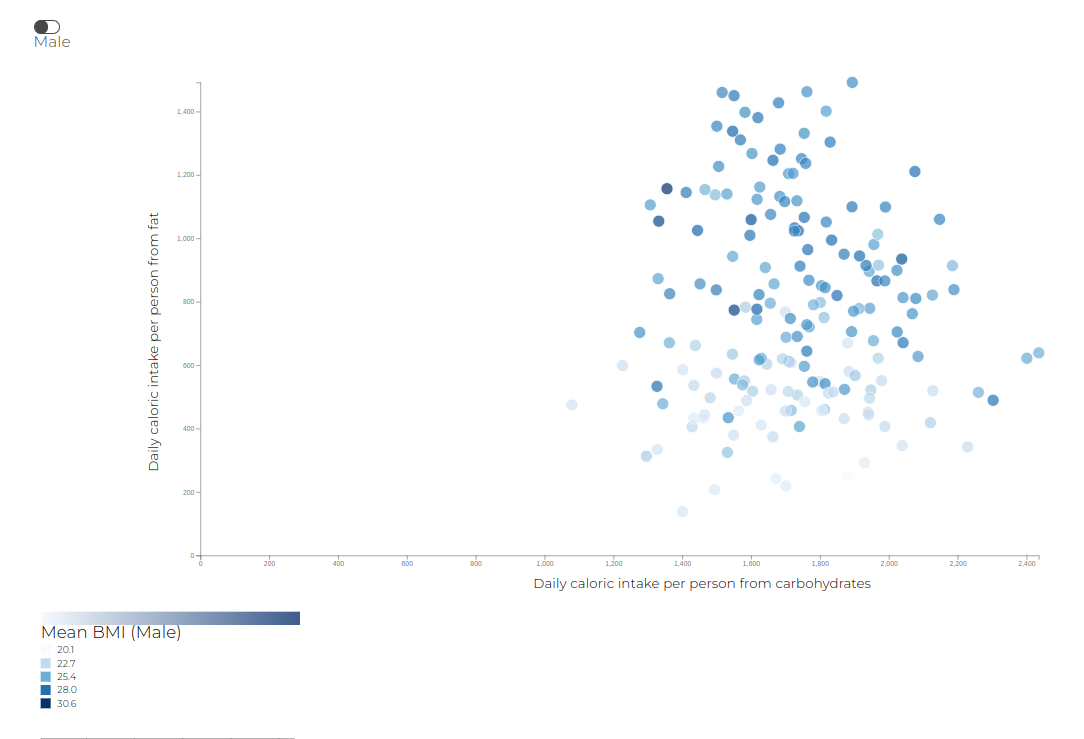 Male
1,400
1,200
1,000
800
600
400
200
0
Daily caloric intake per person from fat
0 200 400 600 800 1,000 1,200 1,400 1,600 1,800 2,000 2,200 2,400
Daily caloric intake per person from carbohydrates
Mean BMI (Male)
20.1
22.7
25.4
28.0
30.6